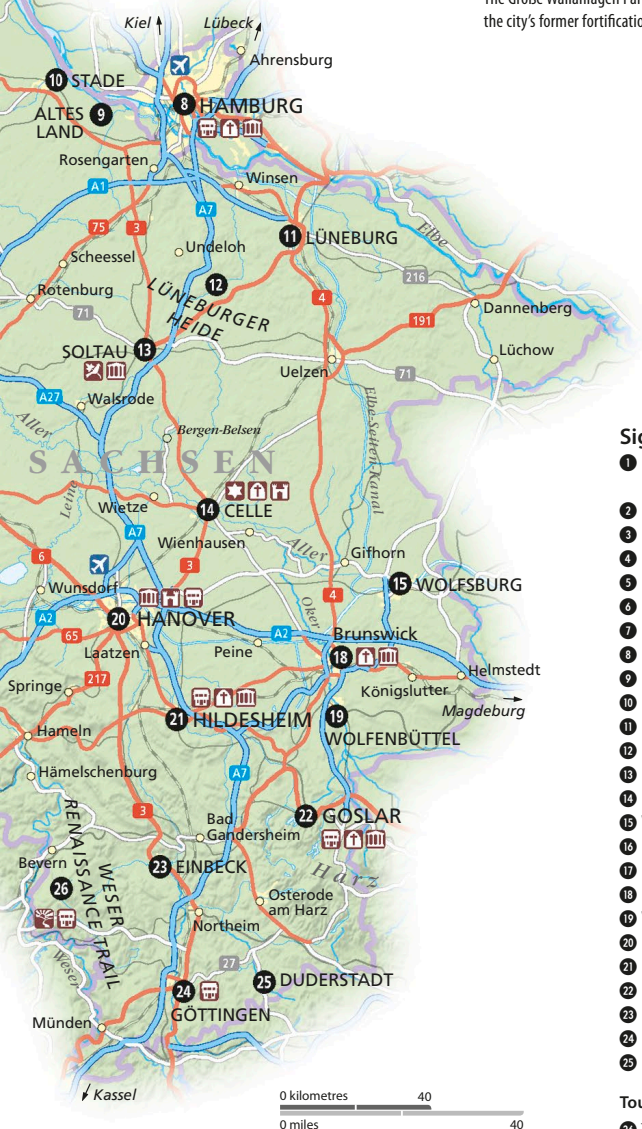 The Große Wallanlagen Par
the city's former fortificatio
Kiel
Lübeck
Ahrensburg
10 STADE
8 HAMBURG
9
ALTES
LAND
Rosengarten
Winsen
A1
A7
75
3
11 LÜNEBURG
Elbe
Undeloh
Scheessel
12
LÜNEBURGER
HEIDE
216
Rotenburg
71
4
Dannenberg
191
SOLTAU 13
Lüchow
Uelzen
71
A27
Walsrode
Aller
Bergen-Belsen
Elbe-Seiten-Kanal
SACHSEN
Sig
1
Leine
Wietze
14 CELLE
2
A7
Wienhausen
3
Aller
Gifhorn
4
6
3
Wunsdorf
15 WOLFSBURG
5
4
6
A2
20 HANOVER
Oker
65
A2
Brunswick
7
Laatzen
Peine
18
8
217
Helmstedt
Springe
Königslutter
9
Magdeburg
10
21 HILDESHEIM
19
WOLFENBÜTTEL
11
Hameln
12
Hämelschenburg
A7
13
3
22 GOSLAR
14
Bad
Gandersheim
15
Bevern
WESER
RENAISSANCE TRAIL
23 EINBECK
Harz
16
26
17
Osterode
am Harz
18
Northeim
19
Weser
27
20
25 DUDERSTADT
21
24
GÖTTINGEN
22
Münden
23
24
25
Kassel
0 kilometres 40
0 miles 40
Tou
26